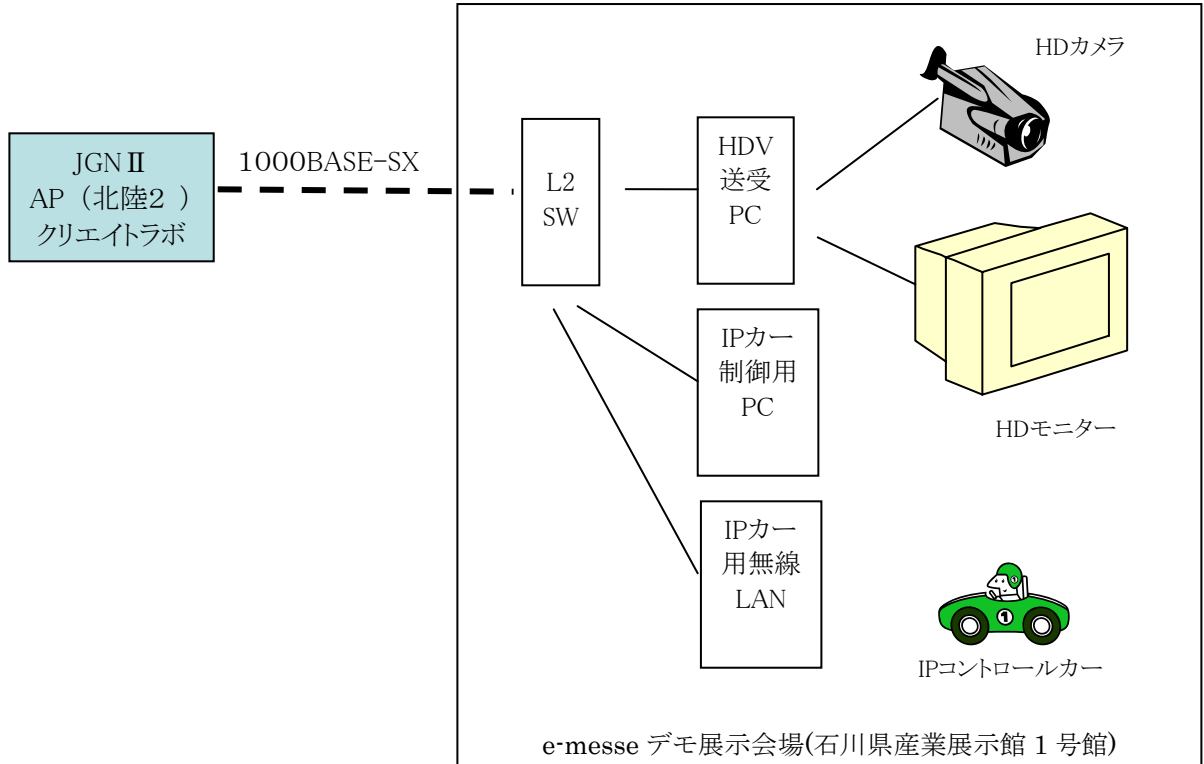 JGNⅡ
AP（北陸2 ）
クリエイトラボ
1000BASE-SX
L2
SW
HDV
送受
PC
HDカメラ
HDモニター
IPカー
制御用
PC
IPカー
用無線
LAN
1
1
IPコントロールカー
e-messe デモ展示会場(石川県産業展示館 1 号館)